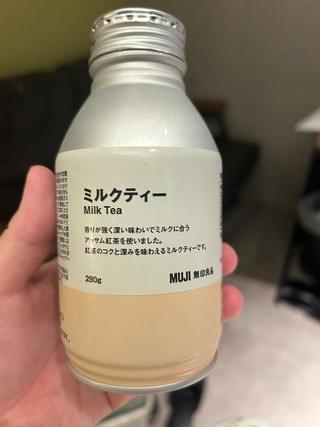 ミルクティー
Milk Tea
香りが強く深い味わいでミルクに合う
アッサム紅茶を使いました。
紅茶のコクと深みを味わえるミルクティーです。
280g
MUJI 無印良品